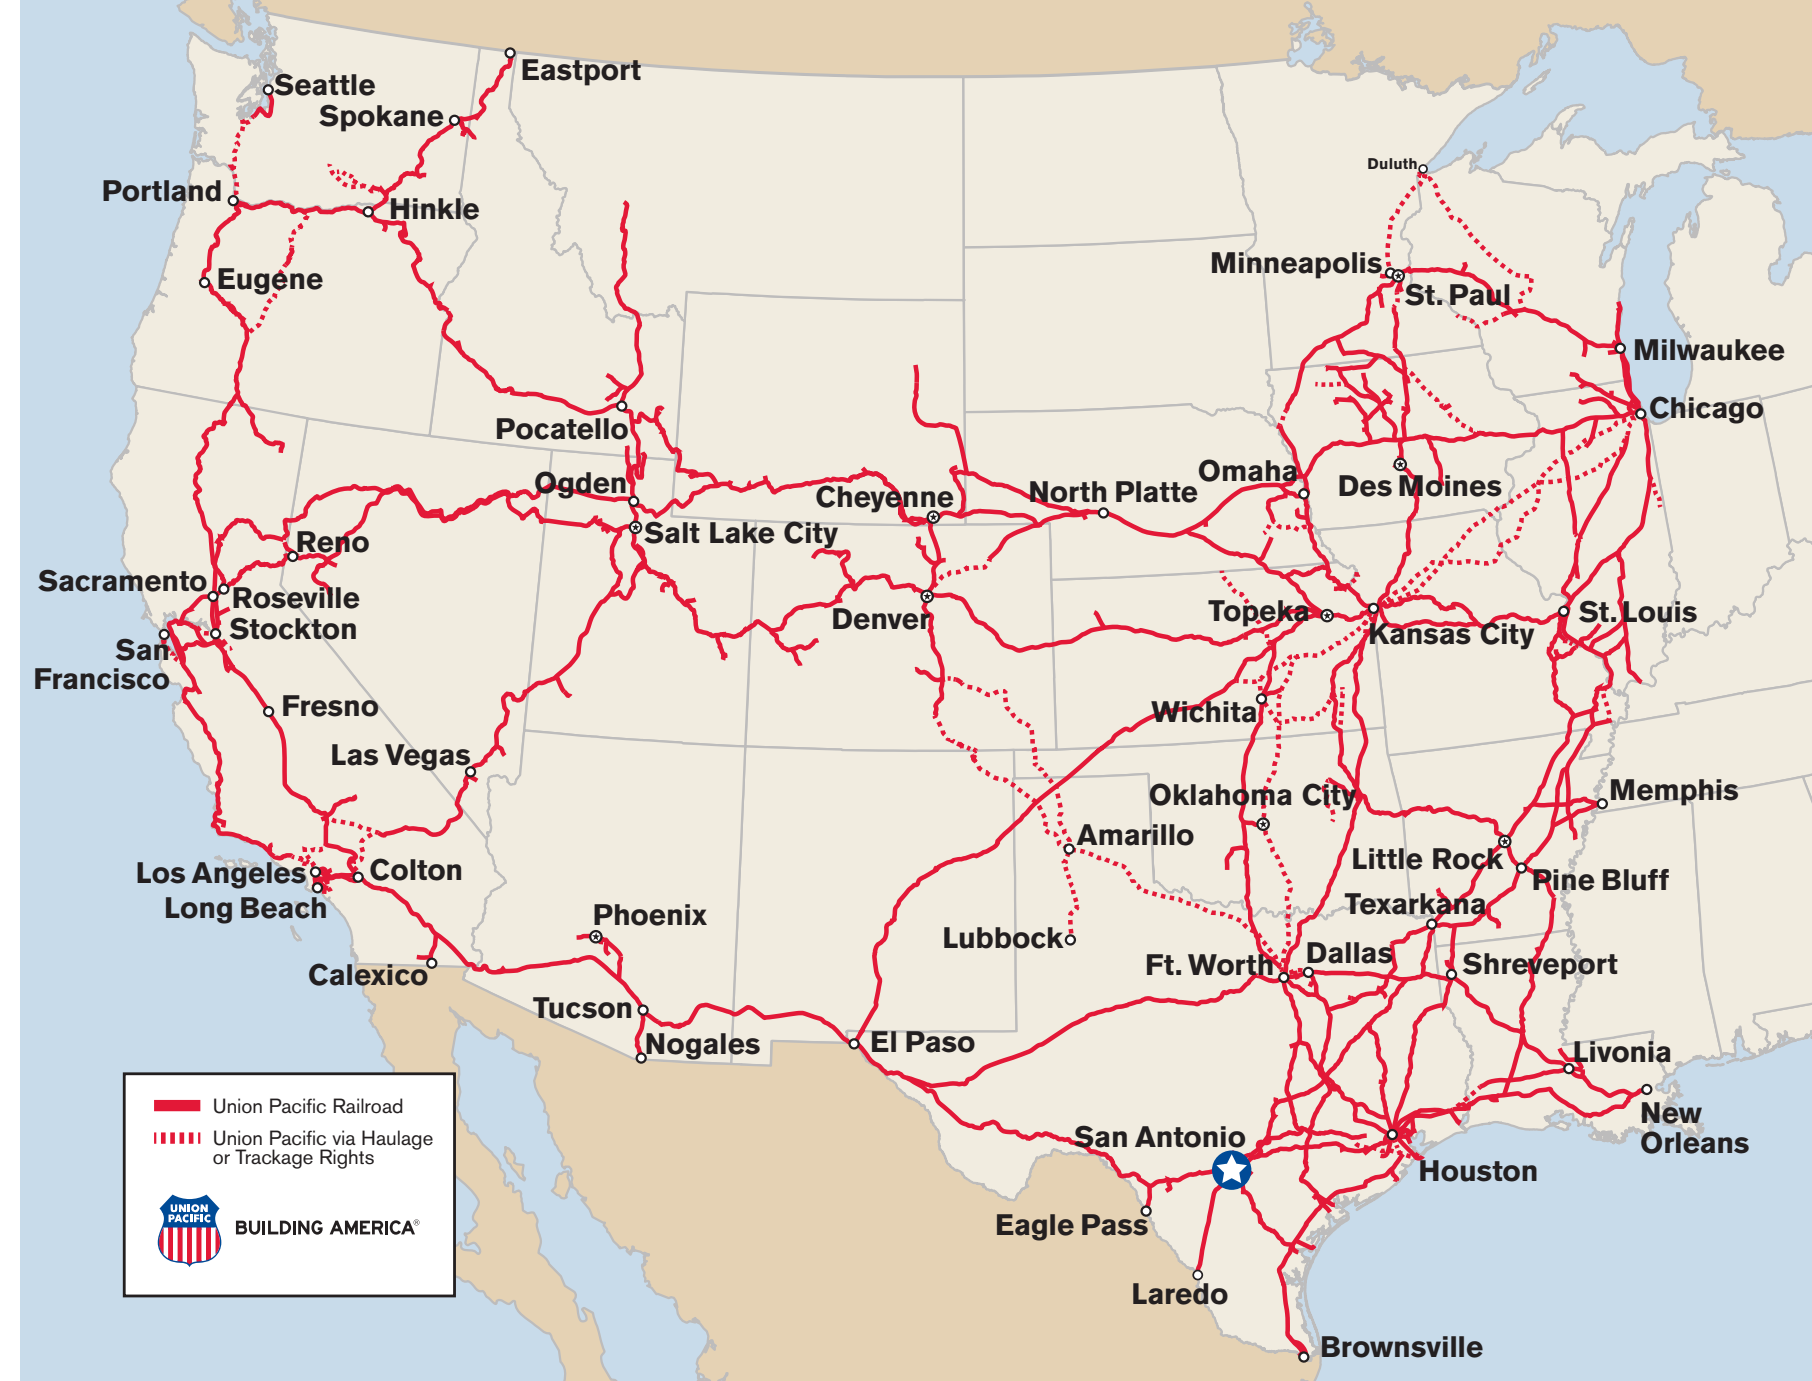 Eastport
Seattle
Spokane
Duluth
Portland
Hinkle
Minneapolis
Eugene
St. Paul
Milwaukee
Chicago
Pocatello
Omaha
Ogden
Des Moines
Cheyenne
North Platte
Salt Lake City
Reno
Sacramento
Roseville
Denver
Topeka
St. Louis
Stockton
Kansas City
San
Francisco
Fresno
Wichita
Las Vegas
Memphis
Oklahoma City
Amarillo
Los Angeles
Colton
Little Rock
Pine Bluff
Long Beach
Texarkana
Phoenix
Lubbock
Dallas
Ft. Worth
Shreveport
Calexico
Tucson
Nogales
El Paso
Livonia
New
Orleans
San Antonio
Houston
Eagle Pass
Laredo
Brownsville
Union Pacific Railroad
Union Pacific via Haulage
or Trackage Rights
UNION
PACIFIC
BUILDING AMERICA®